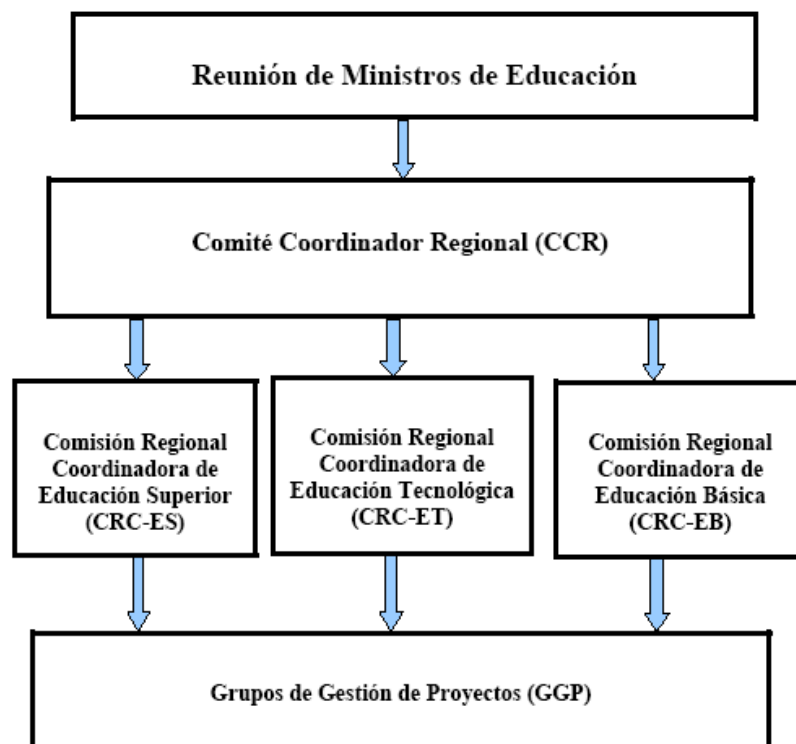 Reunión de Ministros de Educación
Comité Coordinador Regional (CCR)
Comisión Regional
Coordinadora de
Educación Superior
(CRC-ES)
Comisión Regional
Coordinadora de
Educación Tecnológica
(CRC-ET)
Comisión Regional
Coordinadora de
Educación Básica
(CRC-EB)
Grupos de Gestión de Proyectos (GGP)